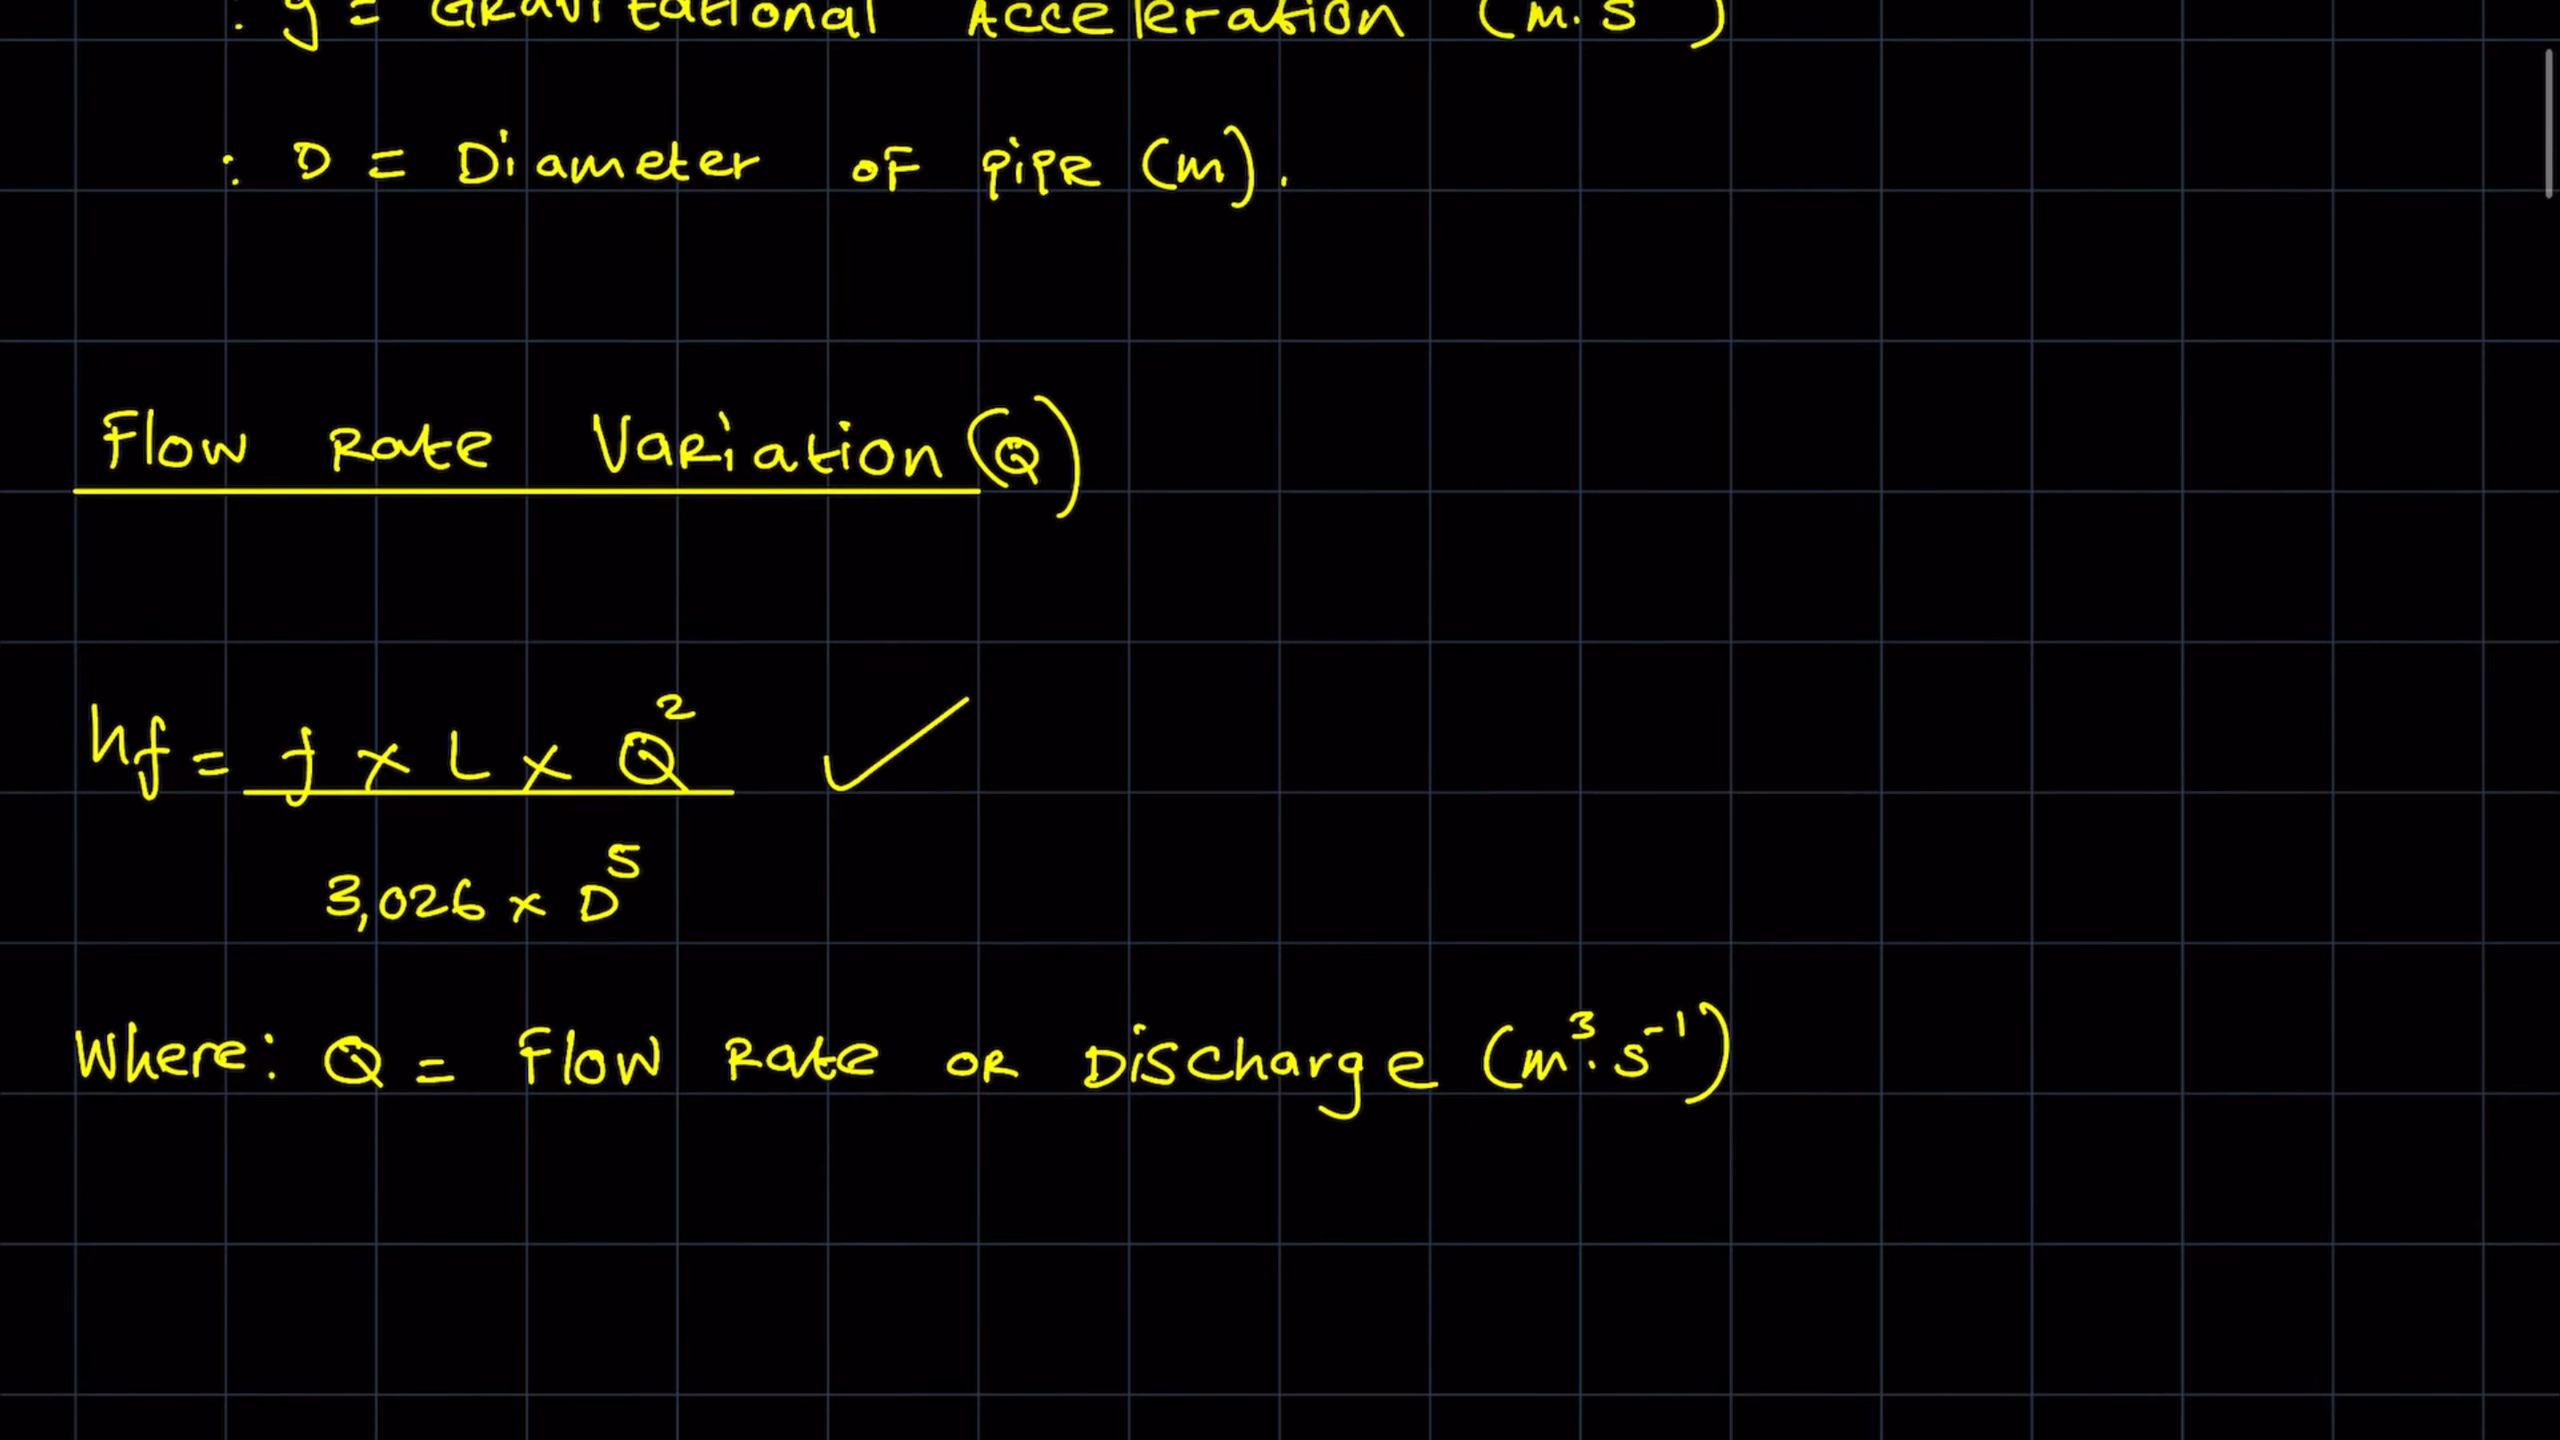 : g = Gravitational Acceleration (m.s )
: D = Diameter of pipe (m).
Flow Rate Variation (Q)
hf = f x L x Q²
3,026 x D⁵
Where: Q = Flow Rate or Discharge (m³.s⁻¹)